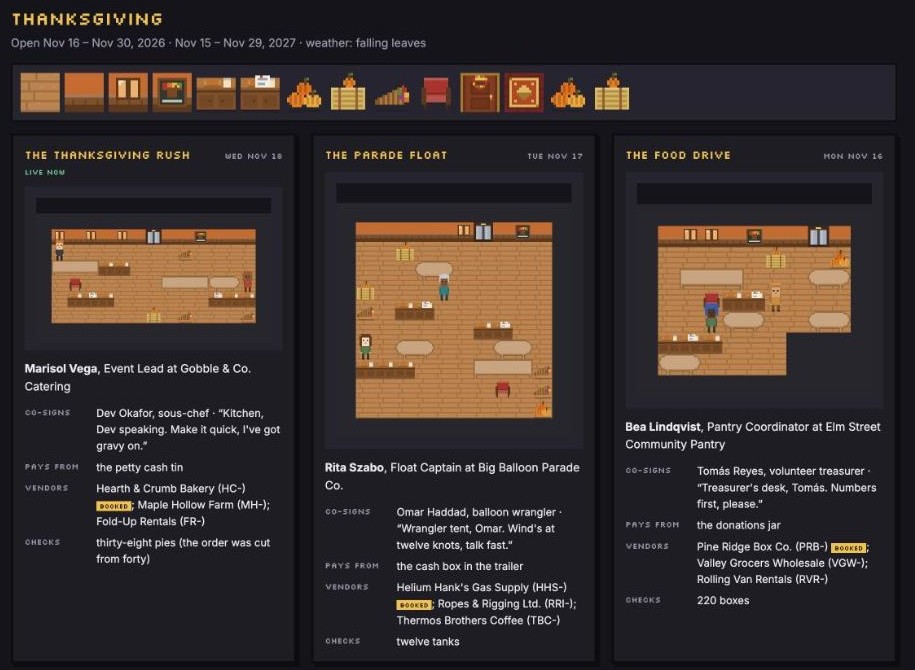 THANKSGIVING
Open Nov 16 – Nov 30, 2026 · Nov 15 – Nov 29, 2027 · weather: falling leaves
THE THANKSGIVING RUSH
WED NOV 18
LIVE NOW
Marisol Vega, Event Lead at Gobble & Co.
Catering
CO-SIGNS
Dev Okafor, sous-chef · “Kitchen,
Dev speaking. Make it quick, I've got
gravy on.”
PAYS FROM
the petty cash tin
VENDORS
Hearth & Crumb Bakery (HC-)
BOOKED; Maple Hollow Farm (MH-);
Fold-Up Rentals (FR-)
CHECKS
thirty-eight pies (the order was cut
from forty)
THE PARADE FLOAT
TUE NOV 17
Rita Szabo, Float Captain at Big Balloon Parade
Co.
CO-SIGNS
Omar Haddad, balloon wrangler ·
“Wrangler tent, Omar. Wind's at
twelve knots, talk fast.”
PAYS FROM
the cash box in the trailer
VENDORS
Helium Hank's Gas Supply (HHS-)
BOOKED; Ropes & Rigging Ltd. (RRI-);
Thermos Brothers Coffee (TBC-)
CHECKS
twelve tanks
THE FOOD DRIVE
MON NOV 16
Bea Lindqvist, Pantry Coordinator at Elm Street
Community Pantry
CO-SIGNS
Tomás Reyes, volunteer treasurer ·
“Treasurer's desk, Tomás. Numbers
first, please.”
PAYS FROM
the donations jar
VENDORS
Pine Ridge Box Co. (PRB-) BOOKED;
Valley Grocers Wholesale (VGW-);
Rolling Van Rentals (RVR-)
CHECKS
220 boxes